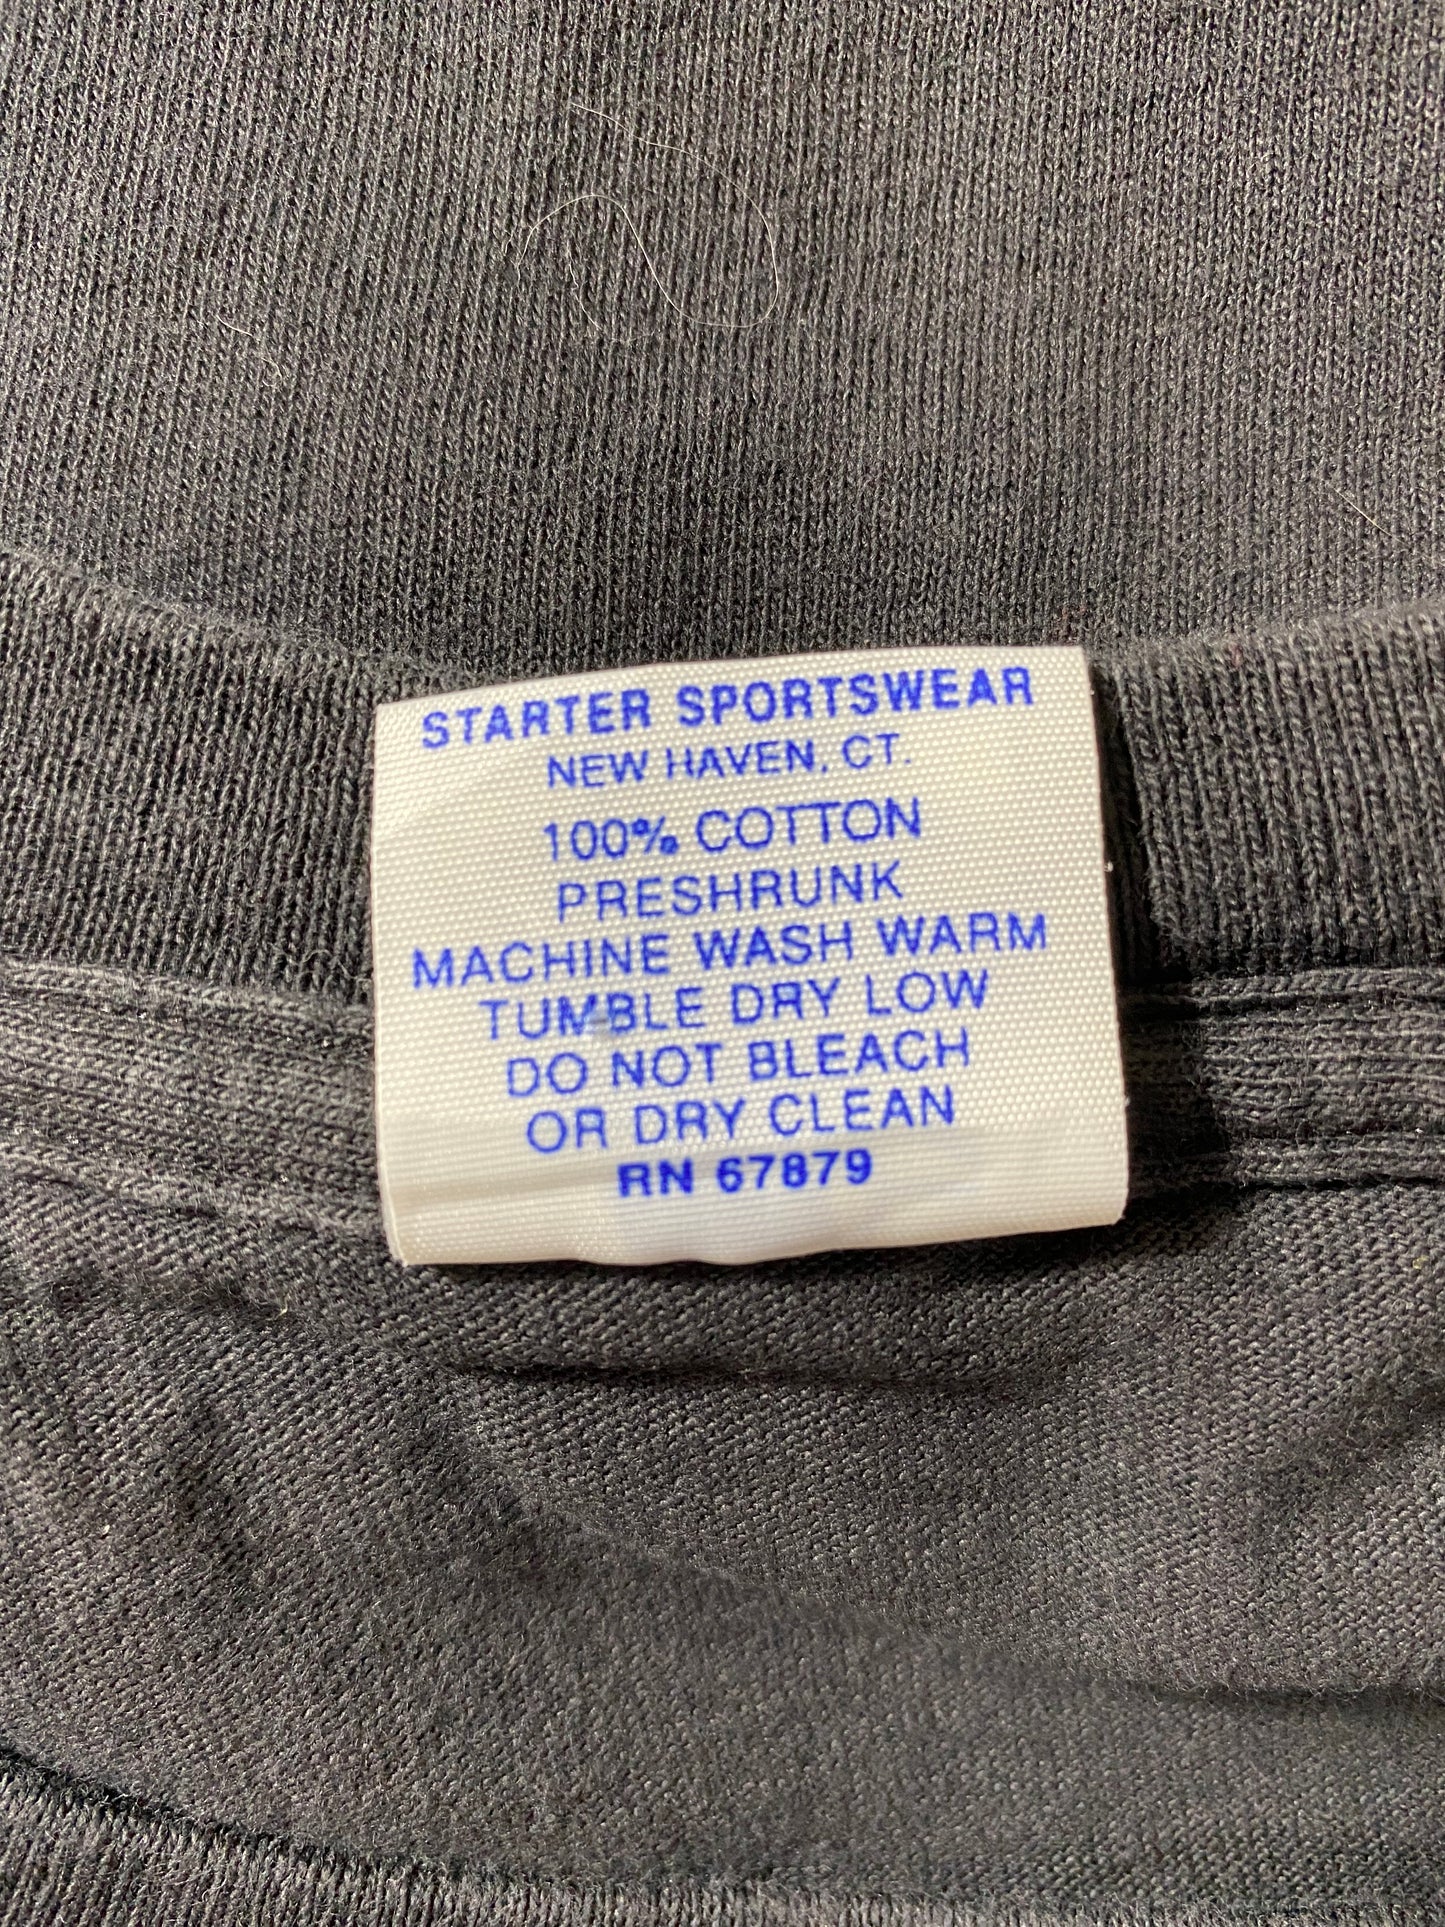 STARTER SPORTSWEAR
NEW HAVEN, CT.
100% COTTON
PRESHRUNK
MACHINE WASH WARM
TUMBLE DRY LOW
DO NOT BLEACH
OR DRY CLEAN
RN 67879